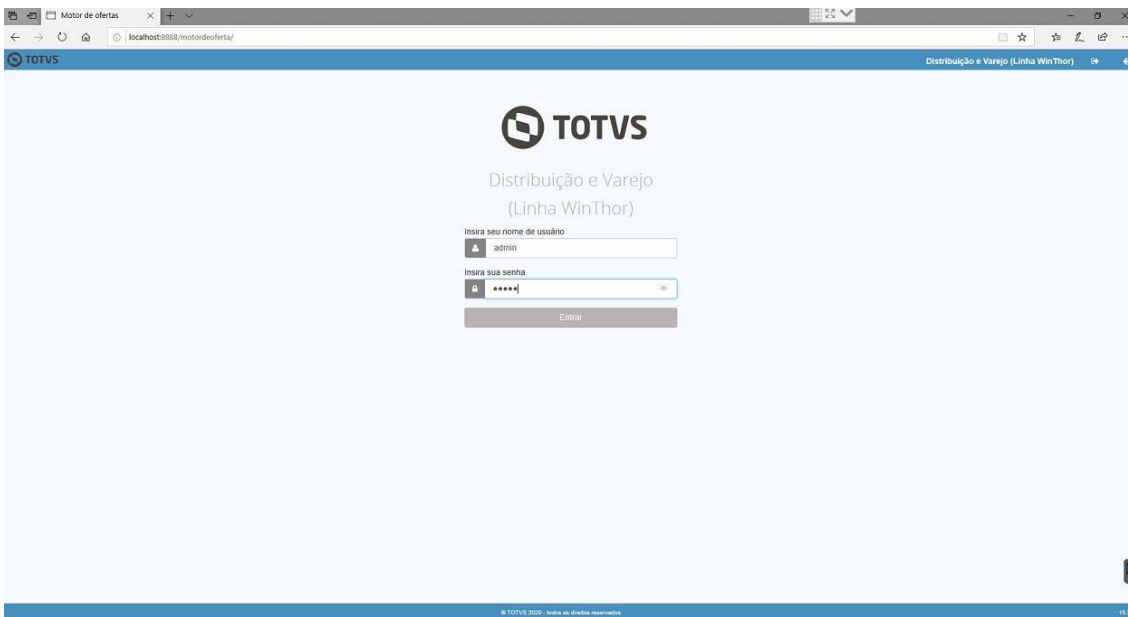 Motor de ofertas
localhost:8888/motordeoferta/
TOTVS
Distribuição e Varejo (Linha WinThor)
TOTVS
Distribuição e Varejo
(Linha WinThor)
Insira seu nome de usuário
admin
Insira sua senha
•••••
Entrar
© TOTVS 2020 - todos os direitos reservados